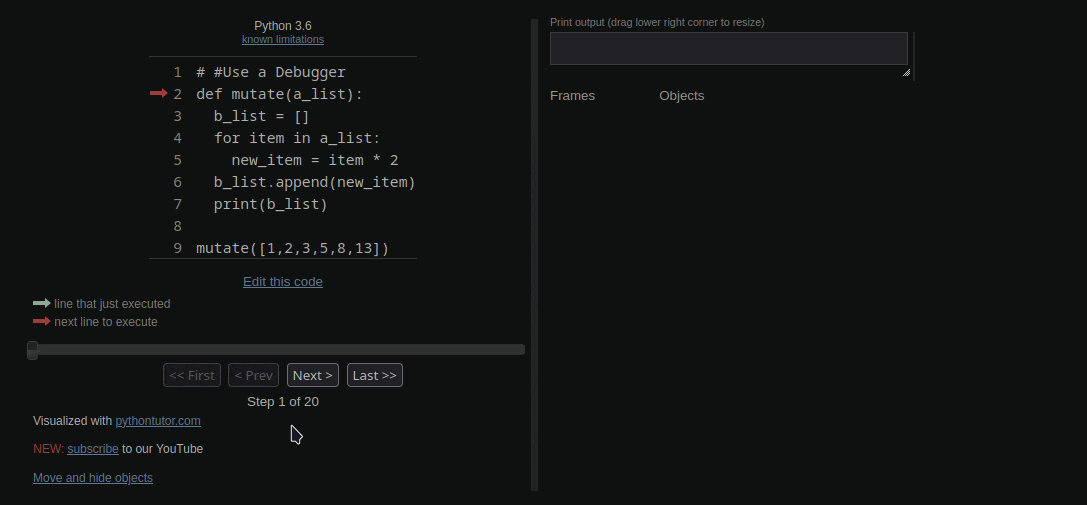 Python 3.6
known limitations
1 # #Use a Debugger
2 def mutate(a_list):
3   b_list = []
4   for item in a_list:
5     new_item = item * 2
6   b_list.append(new_item)
7   print(b_list)
8
9 mutate([1,2,3,5,8,13])
Edit this code
line that just executed
next line to execute
<< First < Prev Next > Last >>
Step 1 of 20
Visualized with pythontutor.com
NEW: subscribe to our YouTube
Move and hide objects
Print output (drag lower right corner to resize)
Frames Objects